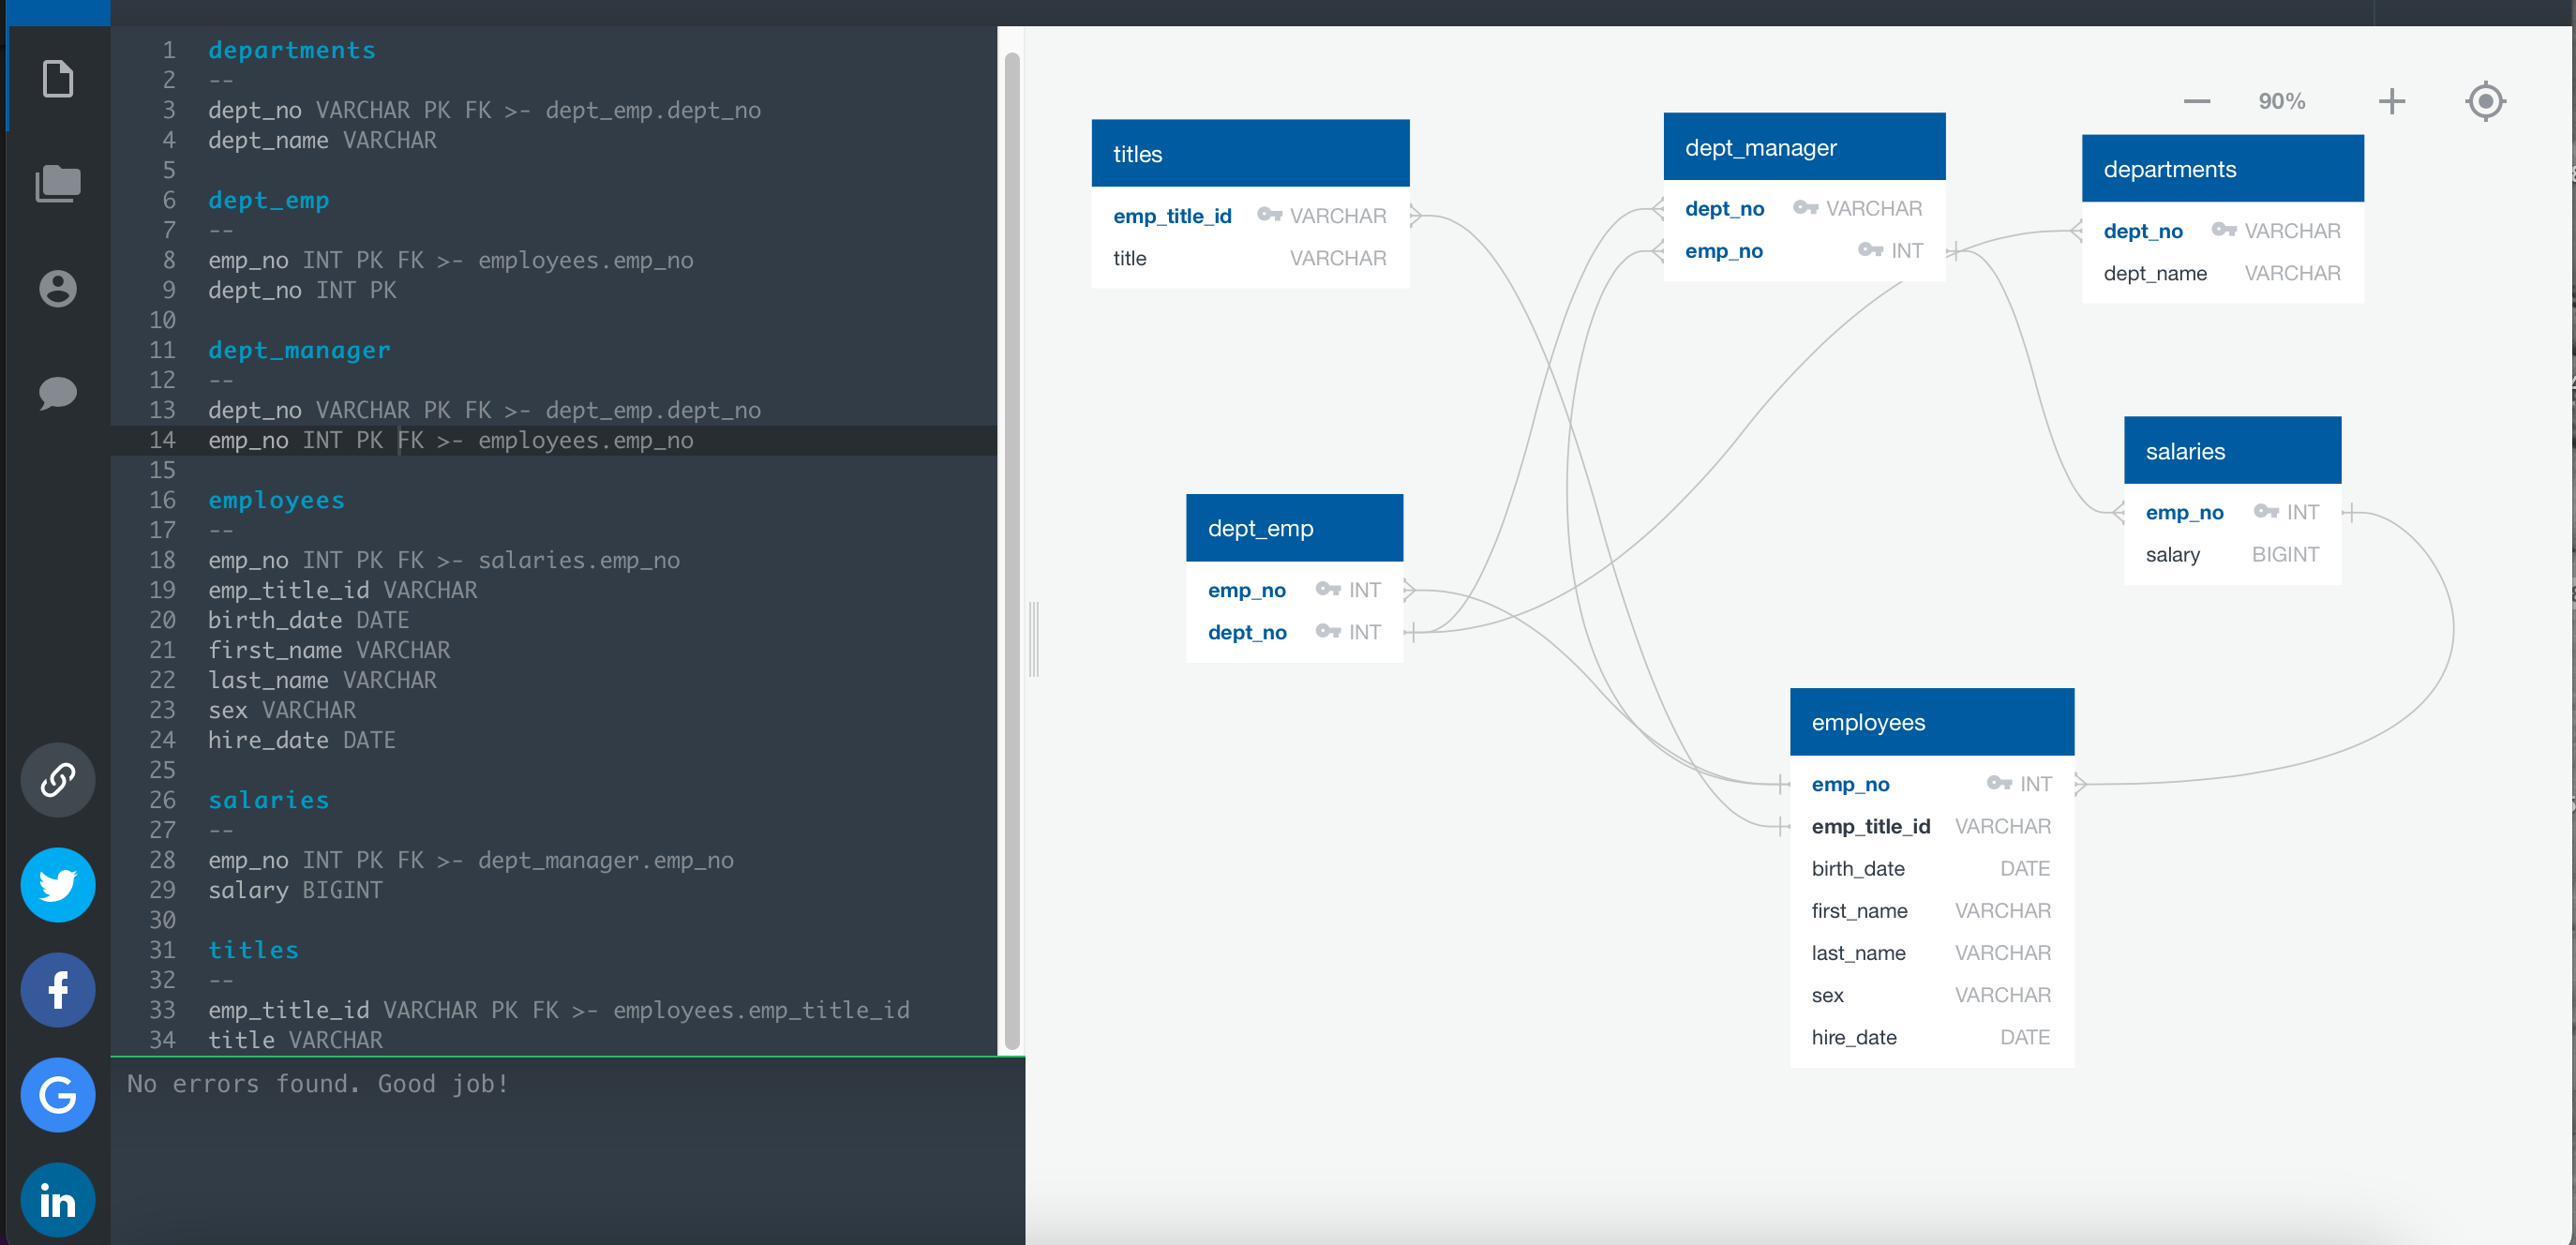 1 departments
2 --
3 dept_no VARCHAR PK FK >- dept_emp.dept_no
4 dept_name VARCHAR
5
6 dept_emp
7 --
8 emp_no INT PK FK >- employees.emp_no
9 dept_no INT PK
10
11 dept_manager
12 --
13 dept_no VARCHAR PK FK >- dept_emp.dept_no
14 emp_no INT PK FK >- employees.emp_no
15
16 employees
17 --
18 emp_no INT PK FK >- salaries.emp_no
19 emp_title_id VARCHAR
20 birth_date DATE
21 first_name VARCHAR
22 last_name VARCHAR
23 sex VARCHAR
24 hire_date DATE
25
26 salaries
27 --
28 emp_no INT PK FK >- dept_manager.emp_no
29 salary BIGINT
30
31 titles
32 --
33 emp_title_id VARCHAR PK FK >- employees.emp_title_id
34 title VARCHAR
No errors found. Good job!
90%
titles
emp_title_id VARCHAR
title VARCHAR
dept_manager
dept_no VARCHAR
emp_no INT
departments
dept_no VARCHAR
dept_name VARCHAR
dept_emp
emp_no INT
dept_no INT
salaries
emp_no INT
salary BIGINT
employees
emp_no INT
emp_title_id VARCHAR
birth_date DATE
first_name VARCHAR
last_name VARCHAR
sex VARCHAR
hire_date DATE
f
G
in